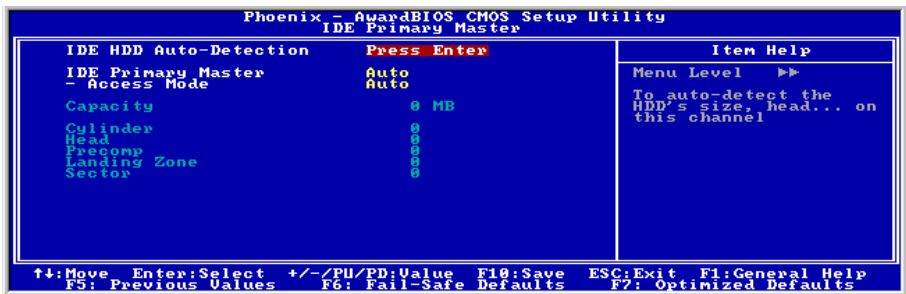 Phoenix - AwardBIOS CMOS Setup Utility
IDE Primary Master
IDE HDD Auto-Detection Press Enter
IDE Primary Master Auto
- Access Mode Auto
Capacity 0 MB
Cylinder 0
Head 0
Precomp 0
Landing Zone 0
Sector 0
Item Help
Menu Level ▶▶
To auto-detect the
HDD's size, head... on
this channel
↑↓:Move Enter:Select +/-/PU/PD:Value F10:Save ESC:Exit F1:General Help
F5: Previous Values F6: Fail-Safe Defaults F7: Optimized Defaults